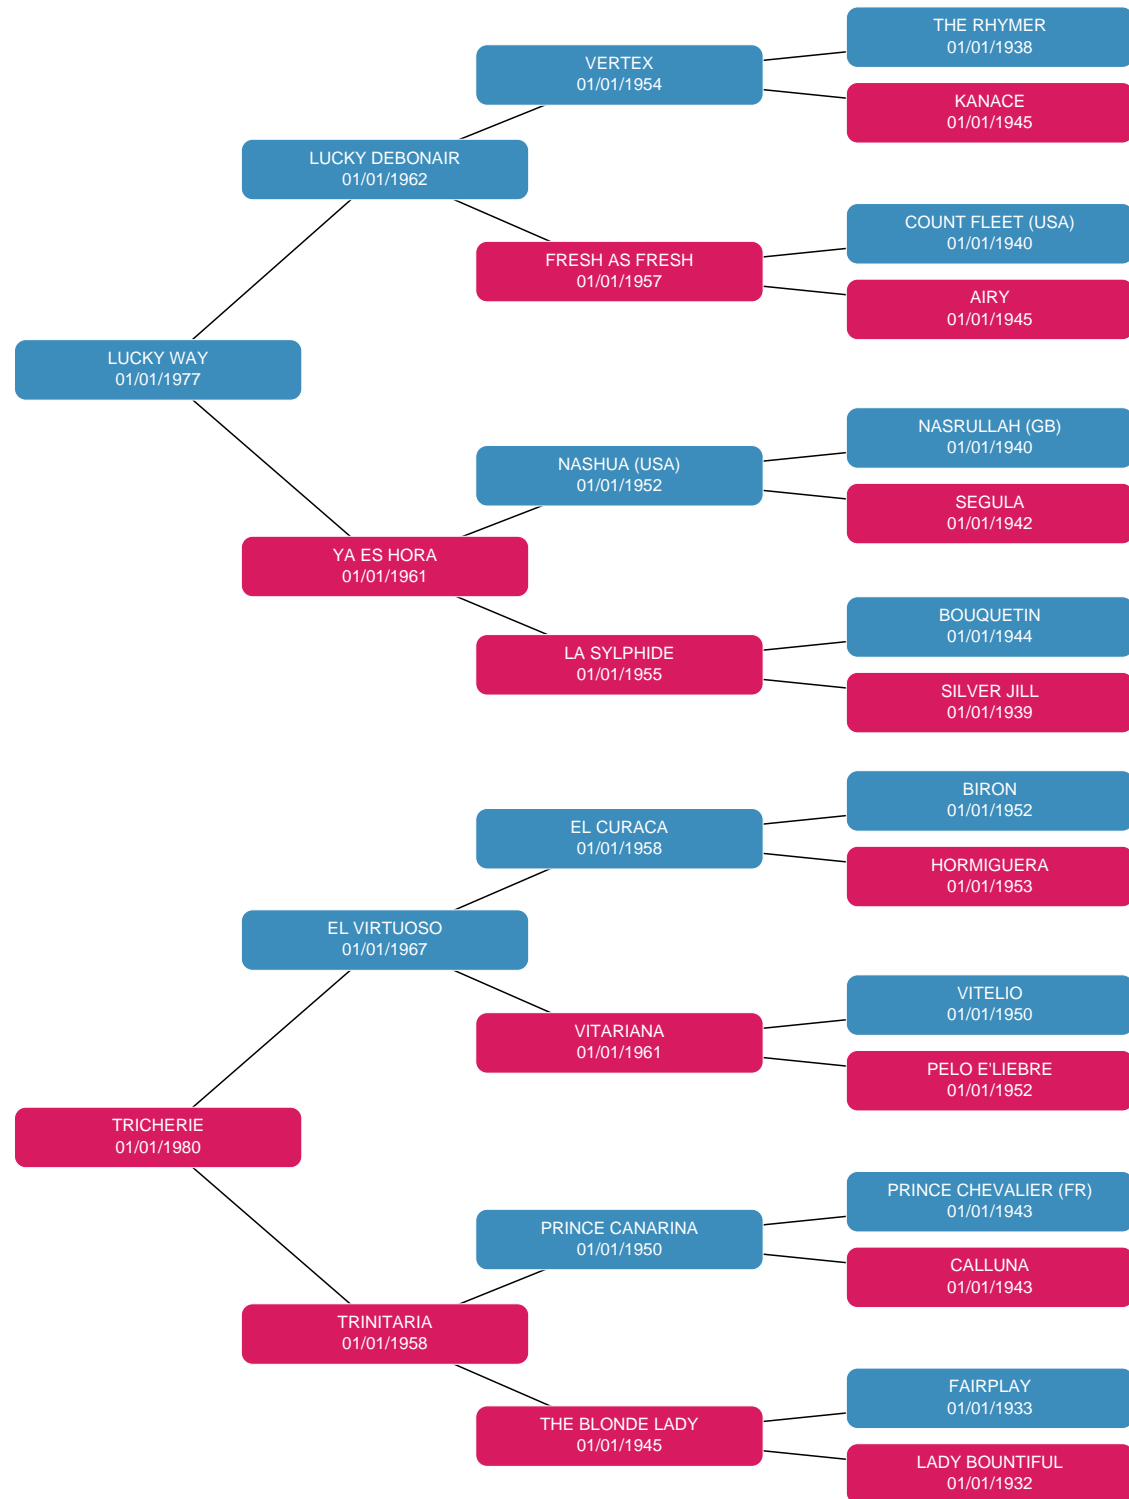 THE RHYMER
01/01/1938
VERTEX
01/01/1954
KANACE
01/01/1945
LUCKY DEBONAIR
01/01/1962
COUNT FLEET (USA)
01/01/1940
FRESH AS FRESH
01/01/1957
AIRY
01/01/1945
LUCKY WAY
01/01/1977
NASRULLAH (GB)
01/01/1940
NASHUA (USA)
01/01/1952
SEGULA
01/01/1942
YA ES HORA
01/01/1961
BOUQUETIN
01/01/1944
LA SYLPHIDE
01/01/1955
SILVER JILL
01/01/1939
BIRON
01/01/1952
EL CURACA
01/01/1958
HORMIGUERA
01/01/1953
EL VIRTUOSO
01/01/1967
VITELIO
01/01/1950
VITARIANA
01/01/1961
PELO E'LIEBRE
01/01/1952
TRICHERIE
01/01/1980
PRINCE CHEVALIER (FR)
01/01/1943
PRINCE CANARINA
01/01/1950
CALLUNA
01/01/1943
TRINITARIA
01/01/1958
FAIRPLAY
01/01/1933
THE BLONDE LADY
01/01/1945
LADY BOUNTIFUL
01/01/1932